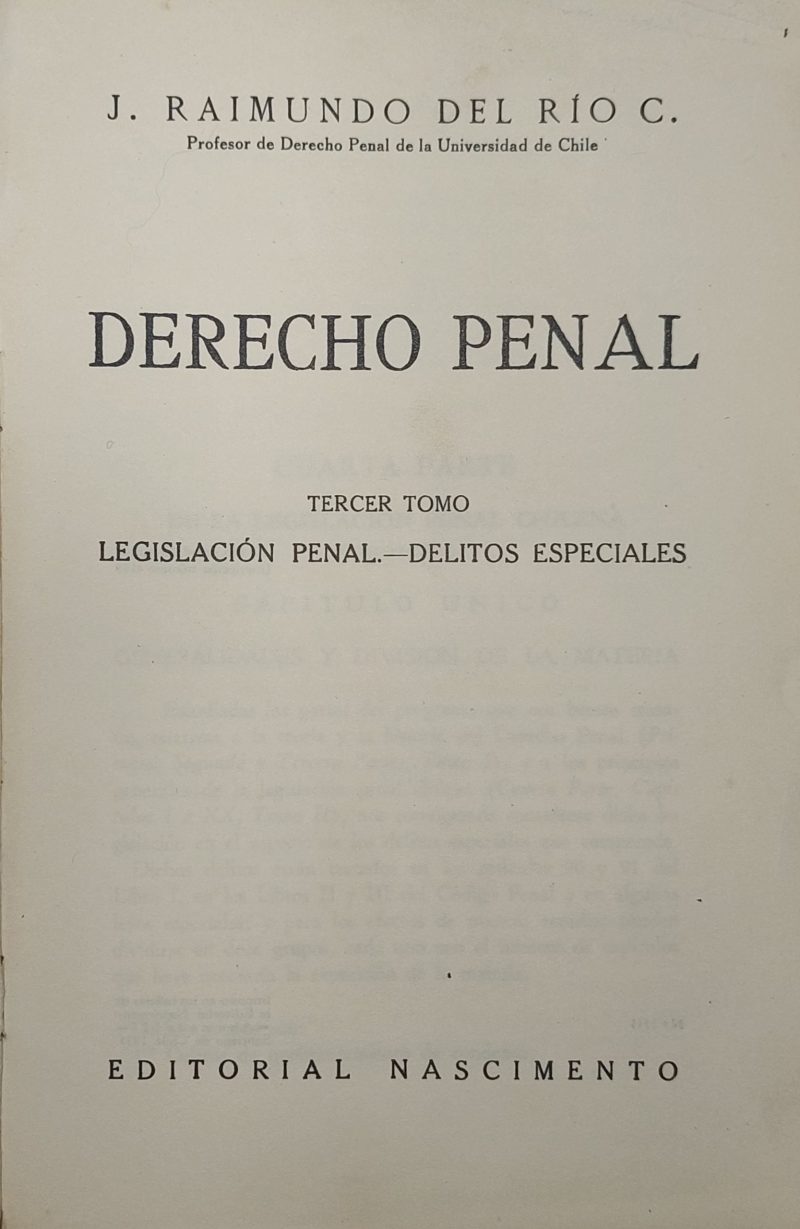 J. RAIMUNDO DEL RÍO C.
Profesor de Derecho Penal de la Universidad de Chile
DERECHO PENAL
TERCER TOMO
LEGISLACIÓN PENAL.—DELITOS ESPECIALES
EDITORIAL NASCIMENTO